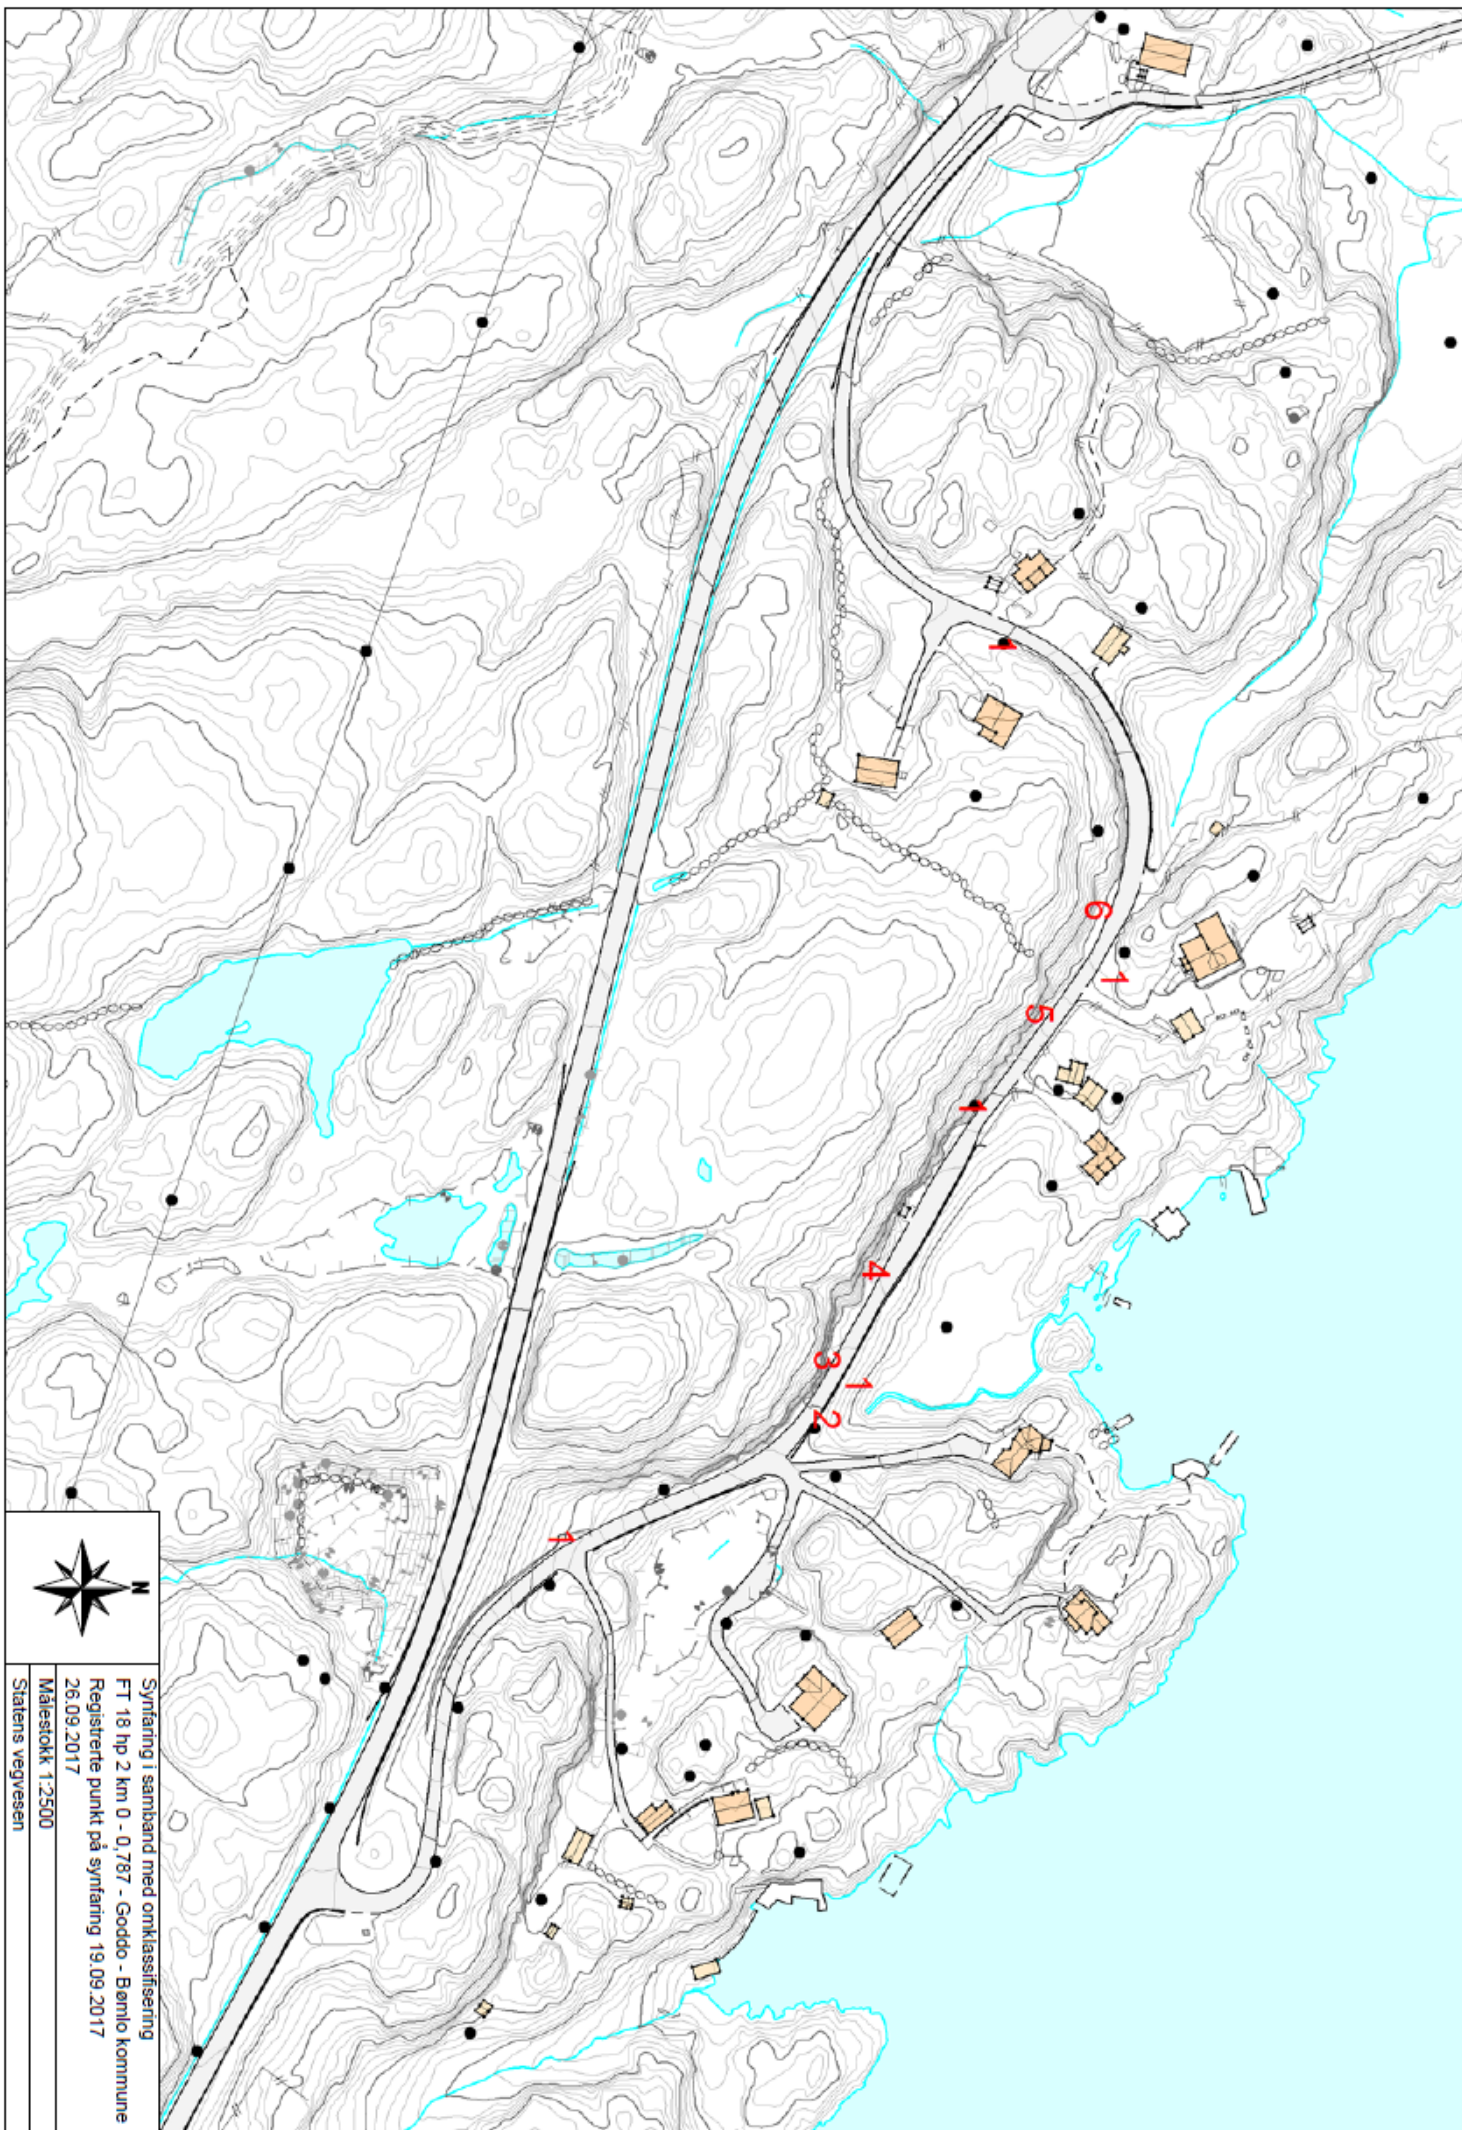 1
6
1
5
1
4
3
1
2
1
N
Synfaring i samband med omklassifisering
FT 18 hp 2 km 0 - 0,787 - Goddo - Bømlo kommune
Registrerte punkt på synfaring 19.09.2017
26.09.2017
Målestokk 1:2500
Statens vegvesen